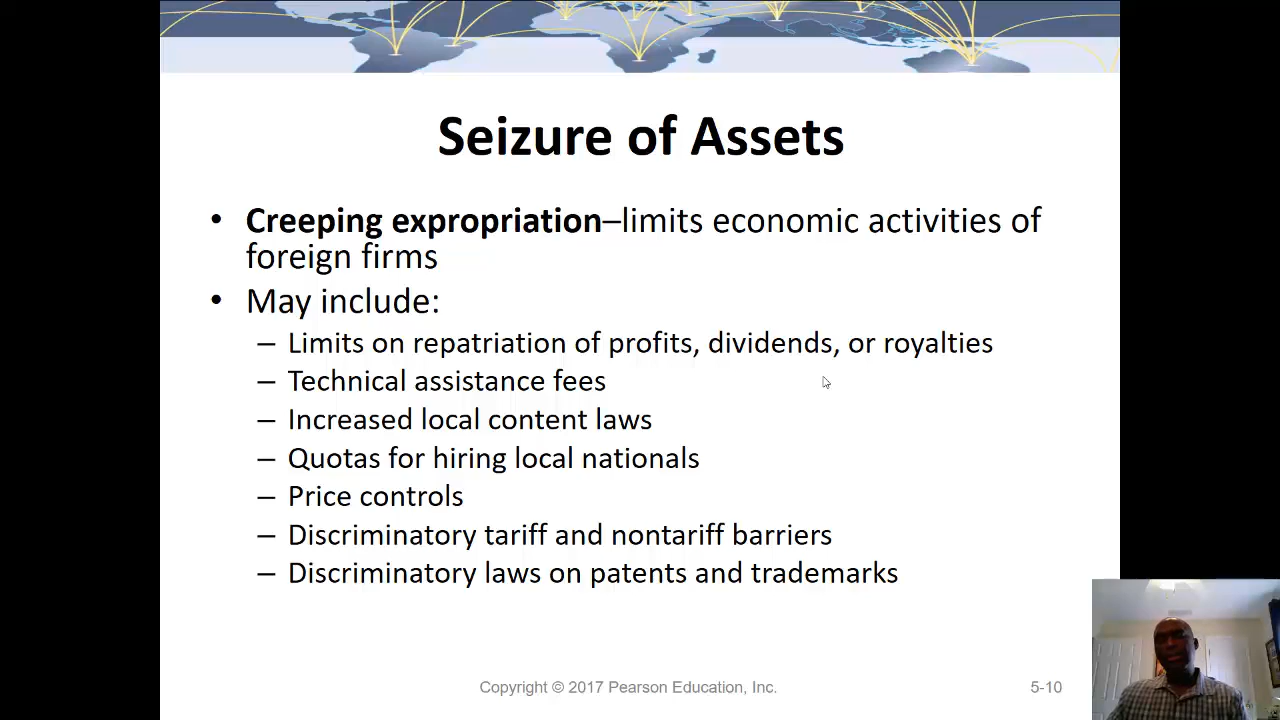 Seizure of Assets
• Creeping expropriation–limits economic activities of
foreign firms
• May include:
– Limits on repatriation of profits, dividends, or royalties
– Technical assistance fees
– Increased local content laws
– Quotas for hiring local nationals
– Price controls
– Discriminatory tariff and nontariff barriers
– Discriminatory laws on patents and trademarks
Copyright © 2017 Pearson Education, Inc.
5-10